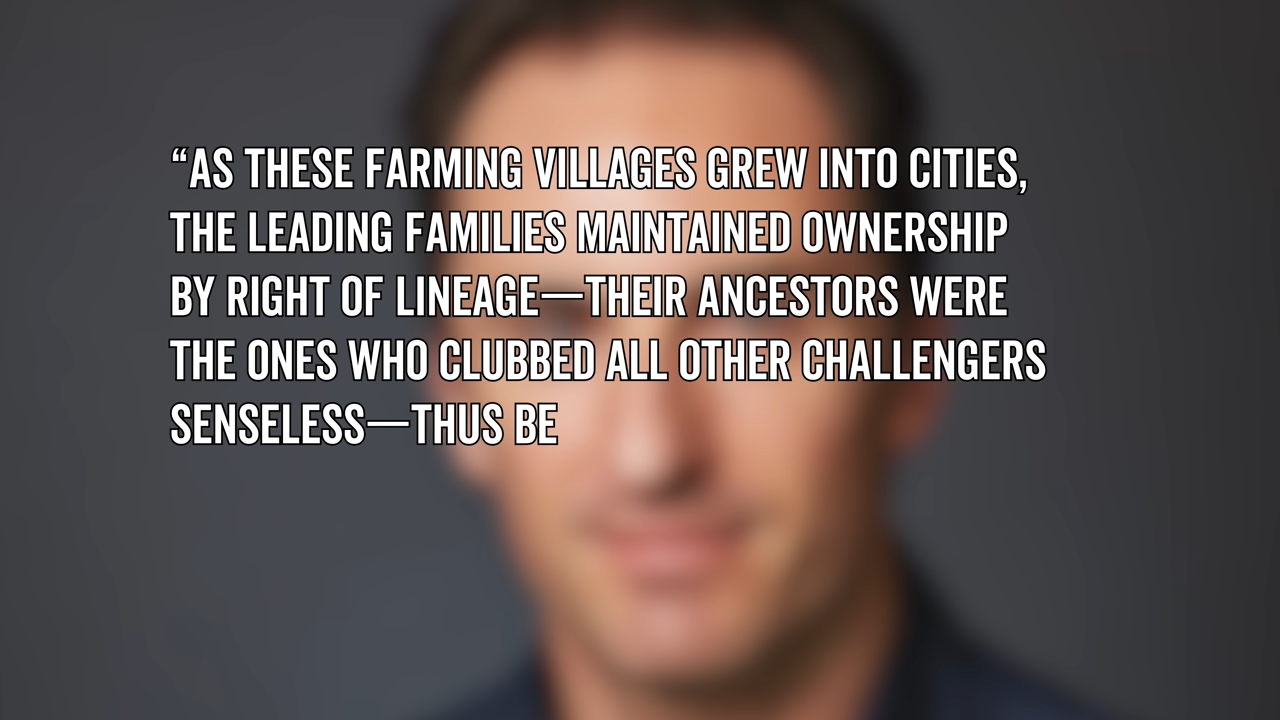 “AS THESE FARMING VILLAGES GREW INTO CITIES,
THE LEADING FAMILIES MAINTAINED OWNERSHIP
BY RIGHT OF LINEAGE—THEIR ANCESTORS WERE
THE ONES WHO CLUBBED ALL OTHER CHALLENGERS
SENSELESS—THUS BE